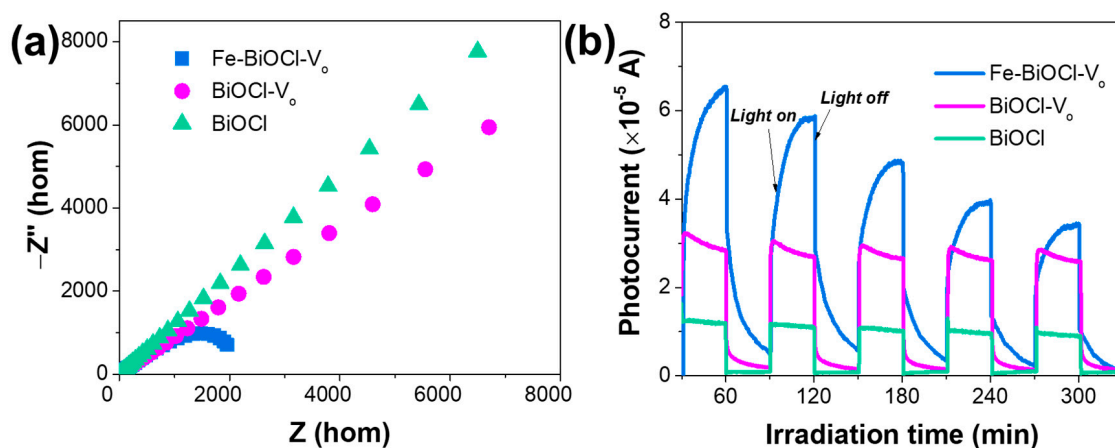 (a)
8000
6000
4000
2000
0
−Z'' (hom)
Fe-BiOCl-Vo
BiOCl-Vo
BiOCl
0 2000 4000 6000 8000
Z (hom)
(b)
8
6
4
2
0
Photocurrent (×10-5 A)
Fe-BiOCl-Vo
BiOCl-Vo
BiOCl
Light on
Light off
60 120 180 240 300
Irradiation time (min)